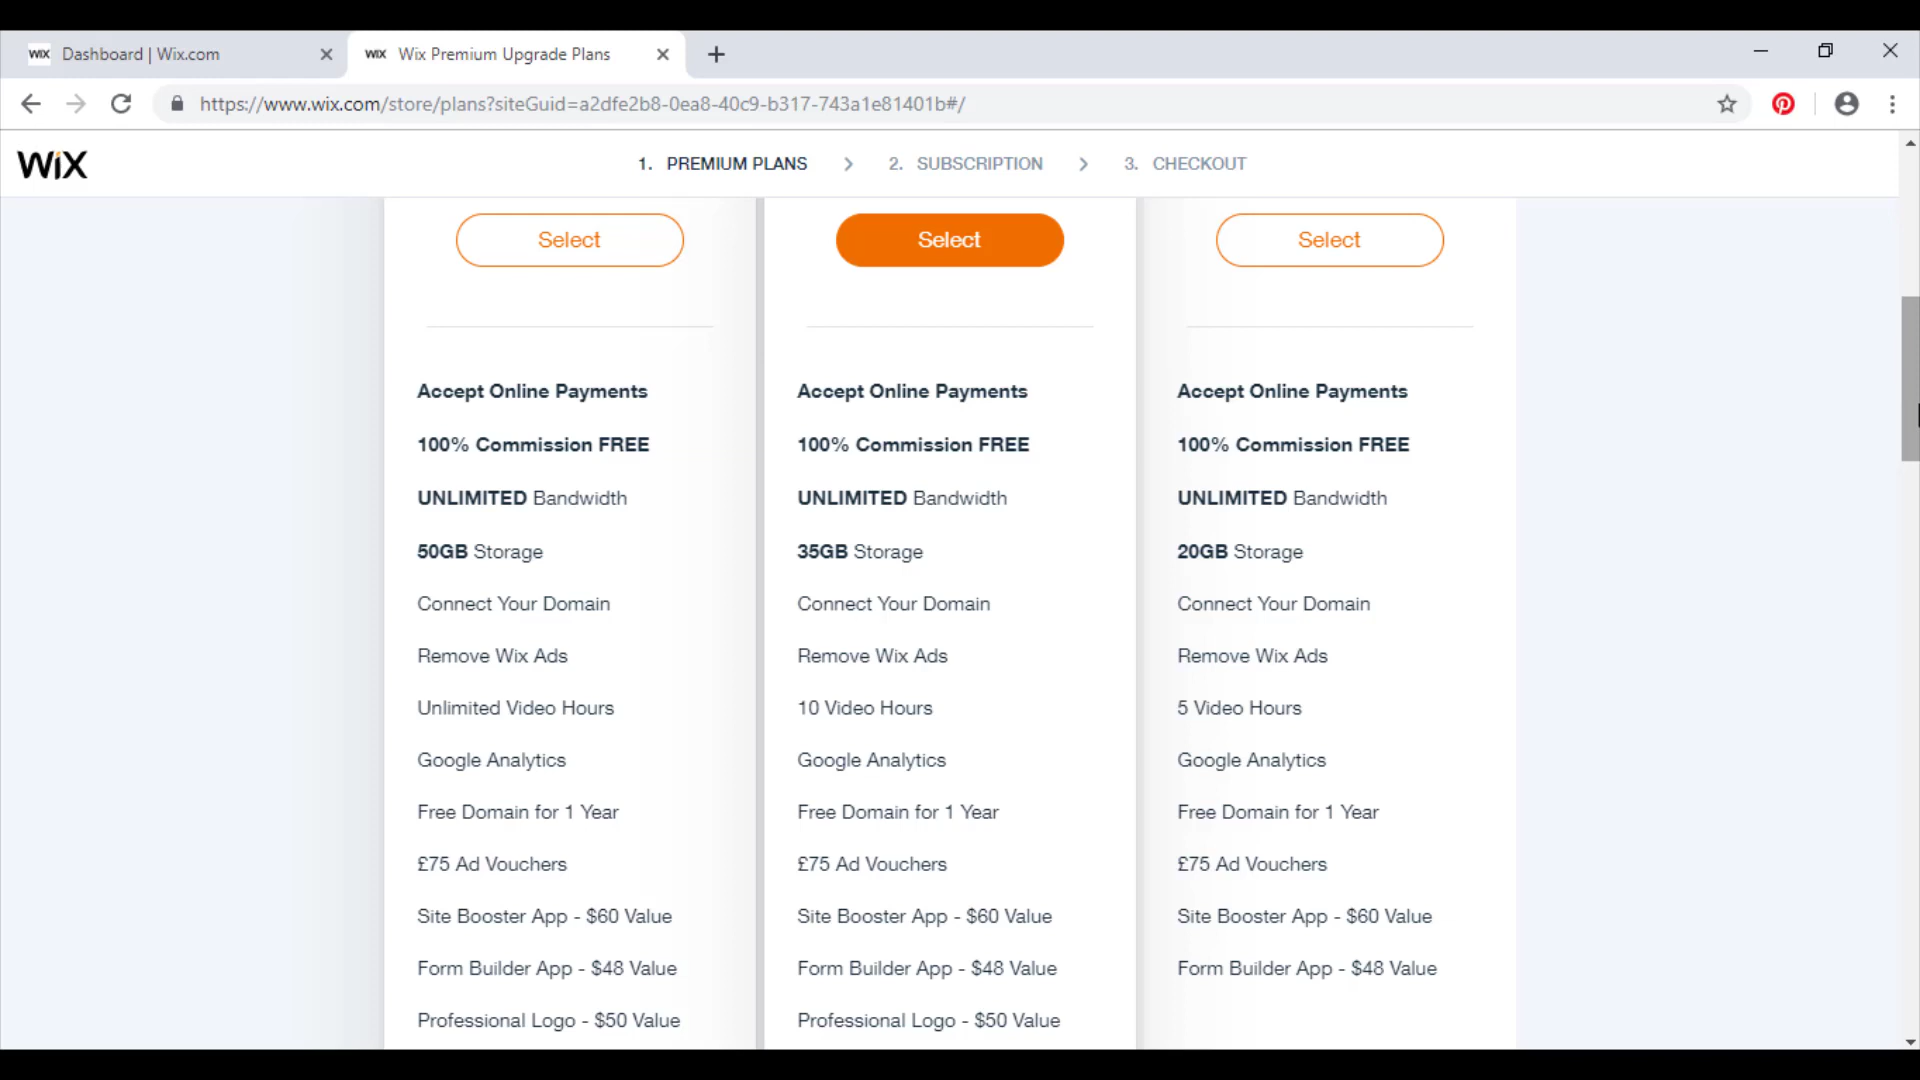 WiX Dashboard | Wix.com
WiX Wix Premium Upgrade Plans
https://www.wix.com/store/plans?siteGuid=a2dfe2b8-0ea8-40c9-b317-743a1e81401b#/
WiX
1. PREMIUM PLANS
2. SUBSCRIPTION
3. CHECKOUT
Select
Accept Online Payments
100% Commission FREE
UNLIMITED Bandwidth
50GB Storage
Connect Your Domain
Remove Wix Ads
Unlimited Video Hours
Google Analytics
Free Domain for 1 Year
£75 Ad Vouchers
Site Booster App - $60 Value
Form Builder App - $48 Value
Professional Logo - $50 Value
Select
Accept Online Payments
100% Commission FREE
UNLIMITED Bandwidth
35GB Storage
Connect Your Domain
Remove Wix Ads
10 Video Hours
Google Analytics
Free Domain for 1 Year
£75 Ad Vouchers
Site Booster App - $60 Value
Form Builder App - $48 Value
Professional Logo - $50 Value
Select
Accept Online Payments
100% Commission FREE
UNLIMITED Bandwidth
20GB Storage
Connect Your Domain
Remove Wix Ads
5 Video Hours
Google Analytics
Free Domain for 1 Year
£75 Ad Vouchers
Site Booster App - $60 Value
Form Builder App - $48 Value